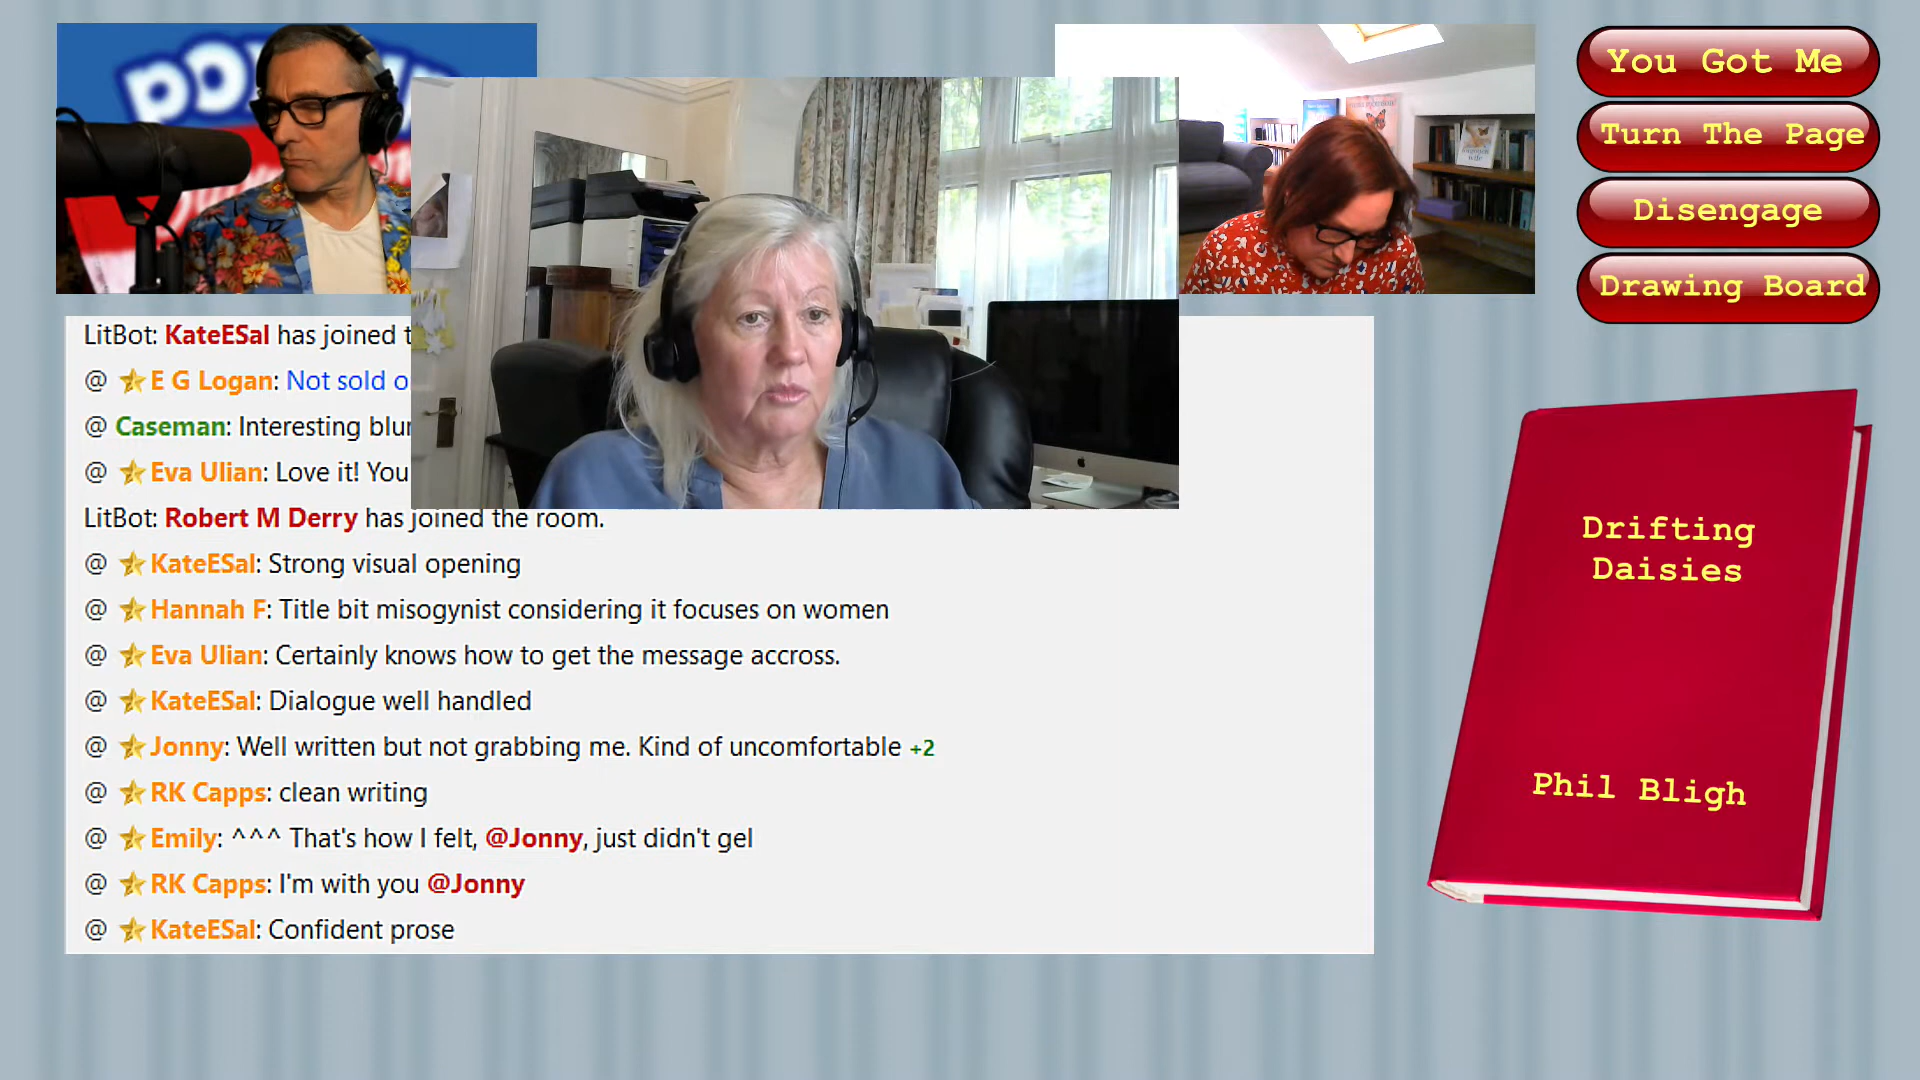 You Got Me
Turn The Page
Disengage
Drawing Board
LitBot: KateESal has joined
@ E G Logan: Not sold
@ Caseman: Interesting
@ Eva Ulian: Love it! You
LitBot: Robert M Derry has joined the room.
@ KateESal: Strong visual opening
@ Hannah F: Title bit misogynist considering it focuses on women
@ Eva Ulian: Certainly knows how to get the message accross.
@ KateESal: Dialogue well handled
@ Jonny: Well written but not grabbing me. Kind of uncomfortable +2
@ RK Capps: clean writing
@ Emily: ^^^ That's how I felt, @Jonny, just didn't gel
@ RK Capps: I'm with you @Jonny
@ KateESal: Confident prose
Drifting
Daisies
Phil Bligh